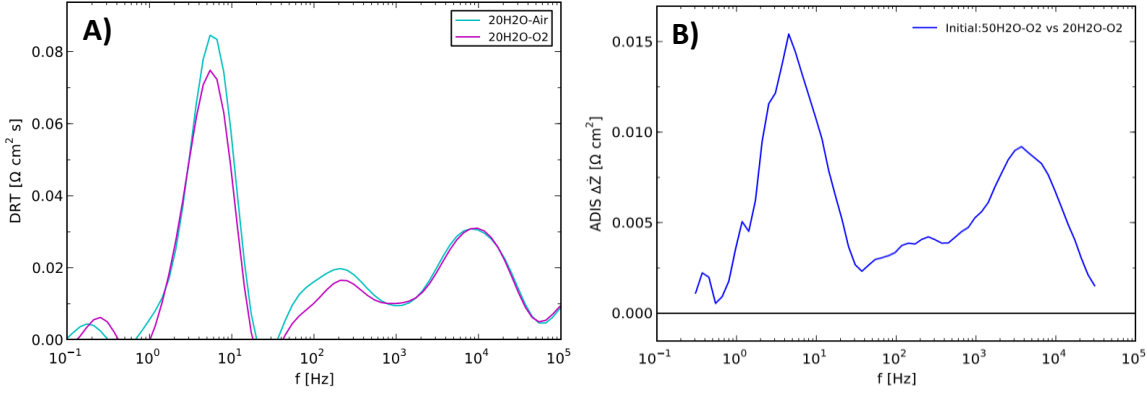 A)
20H2O-Air
20H2O-O2
DRT [Ω cm² s]
0.08
0.06
0.04
0.02
0.00
10⁻¹ 10⁰ 10¹ 10² 10³ 10⁴ 10⁵
f [Hz]
B)
Initial:50H2O-O2 vs 20H2O-O2
ADIS ΔŻ [Ω cm²]
0.015
0.010
0.005
0.000
10⁻¹ 10⁰ 10¹ 10² 10³ 10⁴ 10⁵
f [Hz]